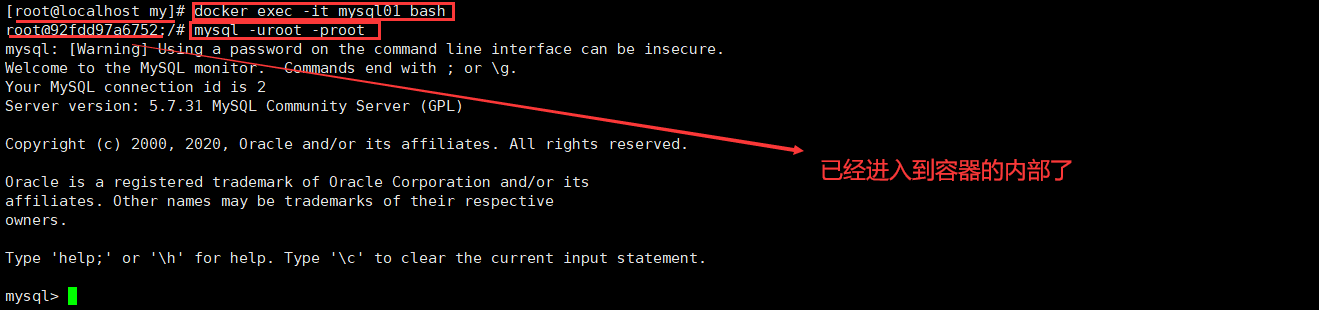 [root@localhost my]# docker exec -it mysql01 bash
root@92fdd97a6752:/# mysql -uroot -proot
mysql: [Warning] Using a password on the command line interface can be insecure.
Welcome to the MySQL monitor.  Commands end with ; or \g.
Your MySQL connection id is 2
Server version: 5.7.31 MySQL Community Server (GPL)
Copyright (c) 2000, 2020, Oracle and/or its affiliates. All rights reserved.
已经进入到容器的内部了
Oracle is a registered trademark of Oracle Corporation and/or its
affiliates. Other names may be trademarks of their respective
owners.
Type 'help;' or '\h' for help. Type '\c' to clear the current input statement.
mysql>